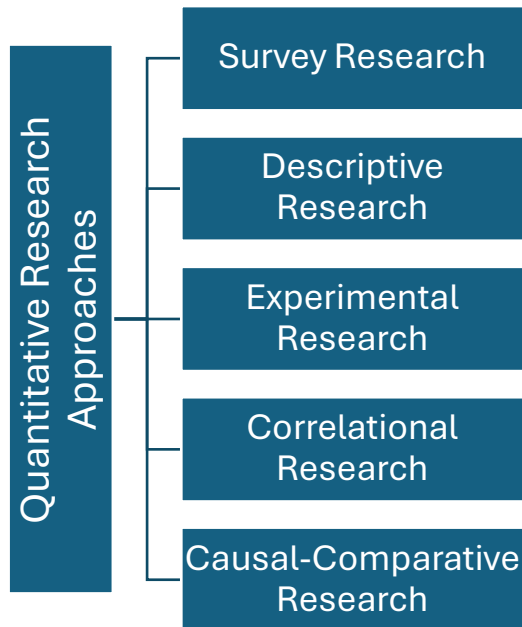 Quantitative Research
Approaches
Survey Research
Descriptive
Research
Experimental
Research
Correlational
Research
Causal-Comparative
Research